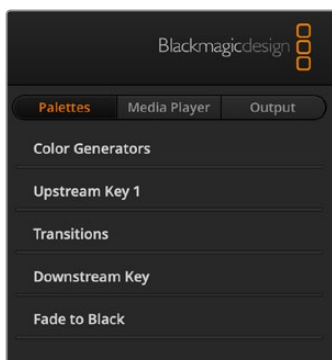 Blackmagicdesign
Palettes Media Player Output
Color Generators
Upstream Key 1
Transitions
Downstream Key
Fade to Black